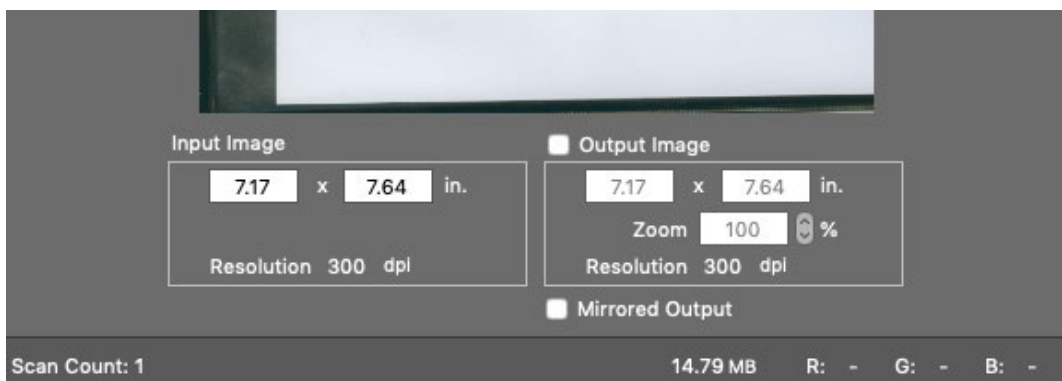 Input Image
7.17 x 7.64 in.
Resolution 300 dpi
Output Image
7.17 x 7.64 in.
Zoom 100 %
Resolution 300 dpi
Mirrored Output
Scan Count: 1
14.79 MB R: - G: - B: -